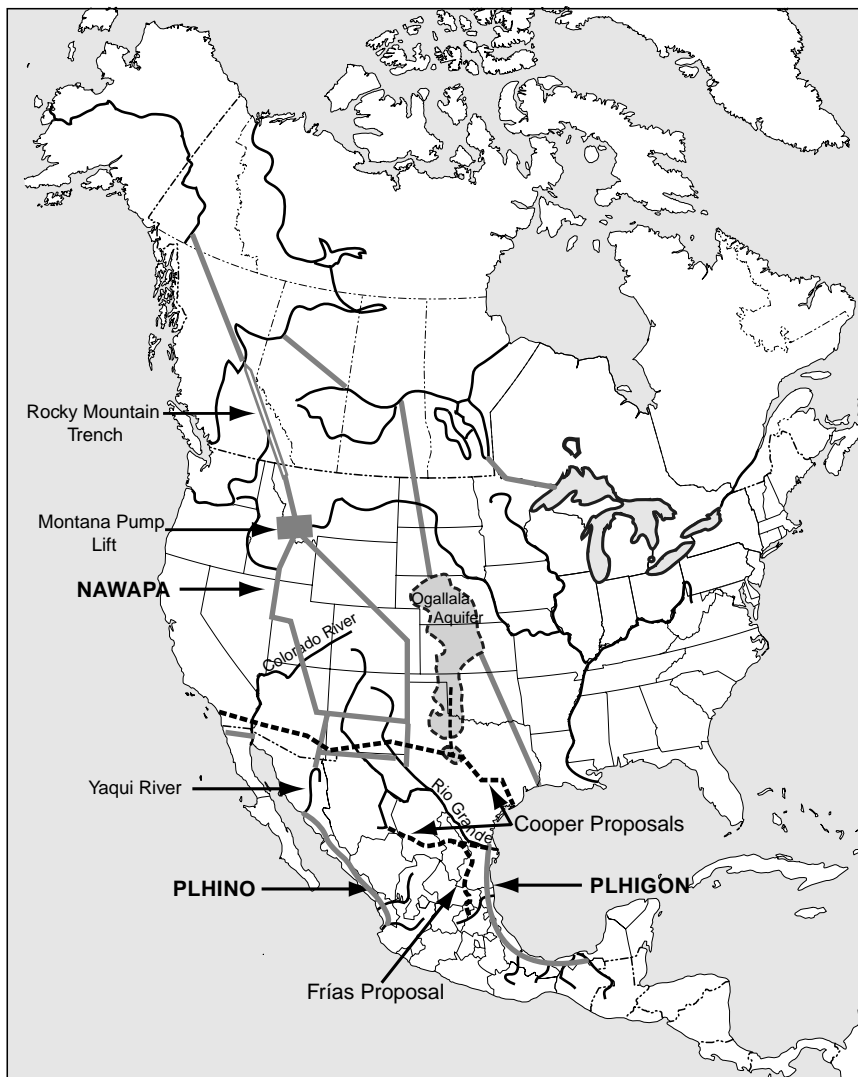 Rocky Mountain
Trench
Montana Pump
Lift
NAWAPA
Ogallala
Aquifer
Colorado River
Yaqui River
Rio Grande
Cooper Proposals
PLHINO
PLHIGON
Frías Proposal